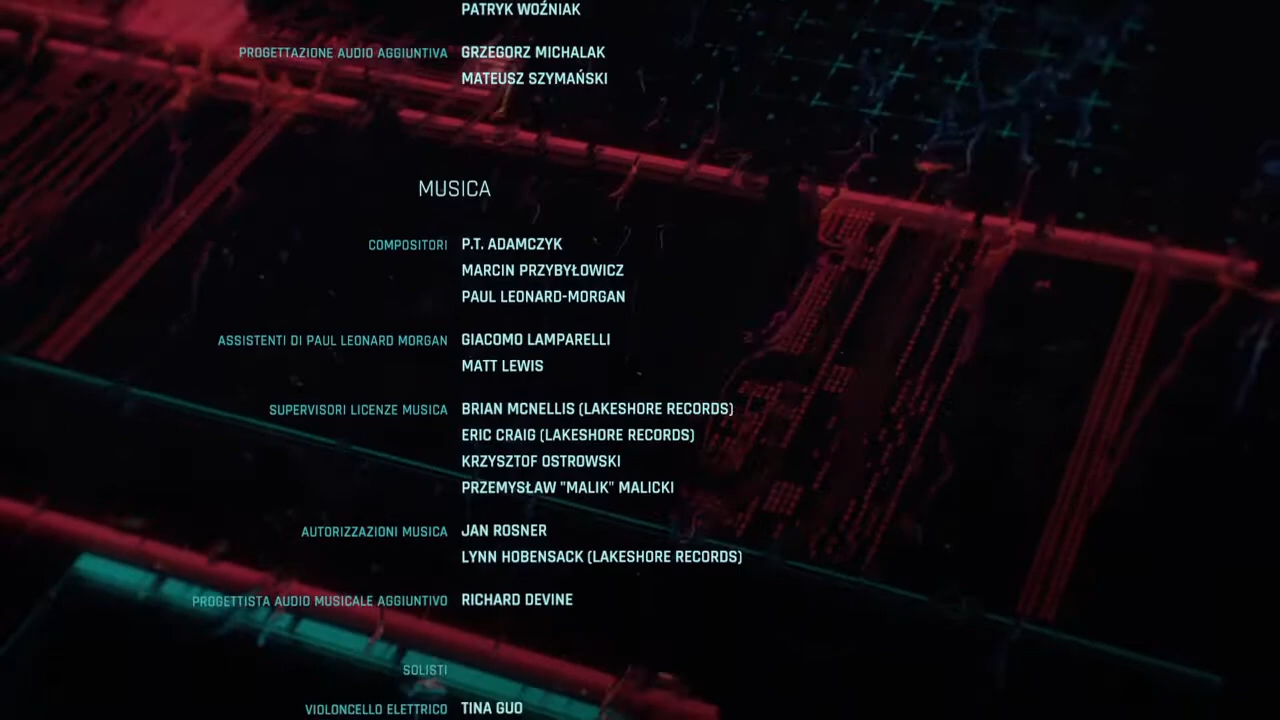 PATRYK WOŹNIAK
PROGETTAZIONE AUDIO AGGIUNTIVA GRZEGORZ MICHALAK
MATEUSZ SZYMAŃSKI
MUSICA
COMPOSITORI P.T. ADAMCZYK
MARCIN PRZYBYŁOWICZ
PAUL LEONARD-MORGAN
ASSISTENTI DI PAUL LEONARD MORGAN GIACOMO LAMPARELLI
MATT LEWIS
SUPERVISORI LICENZE MUSICA BRIAN MCNELLIS (LAKESHORE RECORDS)
ERIC CRAIG (LAKESHORE RECORDS)
KRZYSZTOF OSTROWSKI
PRZEMYSŁAW "MALIK" MALICKI
AUTORIZZAZIONI MUSICA JAN ROSNER
LYNN HOBENSACK (LAKESHORE RECORDS)
PROGETTISTA AUDIO MUSICALE AGGIUNTIVO RICHARD DEVINE
SOLISTI
VIOLONCELLO ELETTRICO TINA GUO